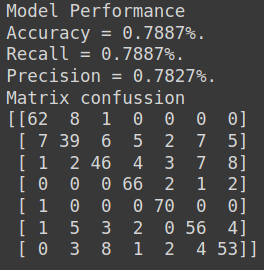 Model Performance
Accuracy = 0.7887%.
Recall = 0.7887%.
Precision = 0.7827%.
Matrix confussion
[[62  8  1  0  0  0  0]
 [ 7 39  6  5  2  7  5]
 [ 1  2 46  4  3  7  8]
 [ 0  0  0 66  2  1  2]
 [ 1  0  0  0 70  0  0]
 [ 1  5  3  2  0 56  4]
 [ 0  3  8  1  2  4 53]]